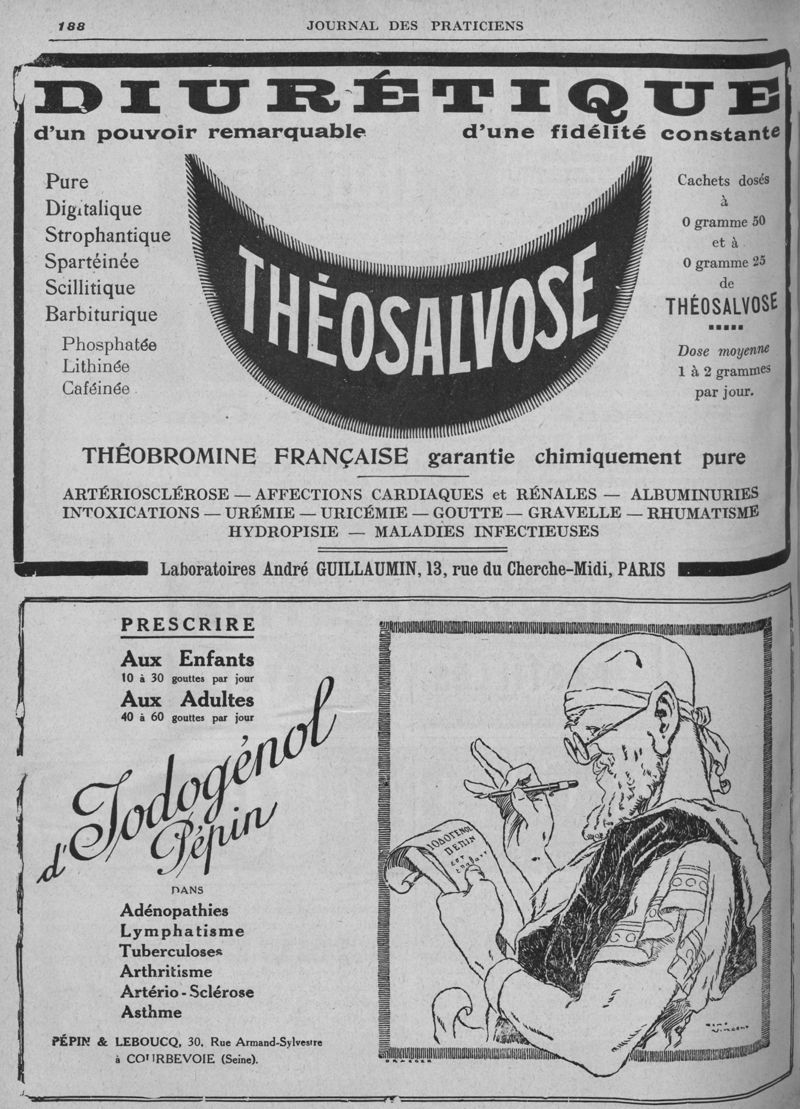 188
JOURNAL DES PRATICIENS
DIURÉTIQUE
d'un pouvoir remarquable d'une fidélité constante
Pure
Digitalique
Strophantique
Spartéinée
Scillitique
Barbiturique
Phosphatée
Lithinée
Caféinée
THÉOSALVOSE
Cachets dosés
à
0 gramme 50
et à
0 gramme 25
de
THÉOSALVOSE
Dose moyenne
1 à 2 grammes
par jour.
THÉOBROMINE FRANÇAISE garantie chimiquement pure
ARTÉRIOSCLÉROSE — AFFECTIONS CARDIAQUES et RÉNALES — ALBUMINURIES
INTOXICATIONS — URÉMIE — URICÉMIE — GOUTTE — GRAVELLE — RHUMATISME
HYDROPISIE — MALADIES INFECTIEUSES
Laboratoires André GUILLAUMIN, 13, rue du Cherche-Midi, PARIS
PRESCRIRE
Aux Enfants
10 à 30 gouttes par jour
Aux Adultes
40 à 60 gouttes par jour
d'Iodogénol
Pépin
DANS
Adénopathies
Lymphatisme
Tuberculoses
Arthritisme
Artério-Sclérose
Asthme
PÉPIN & LEBOUCQ, 30, Rue Armand-Sylvestre
à COURBEVOIE (Seine).
René
Vincent
DRAEGER